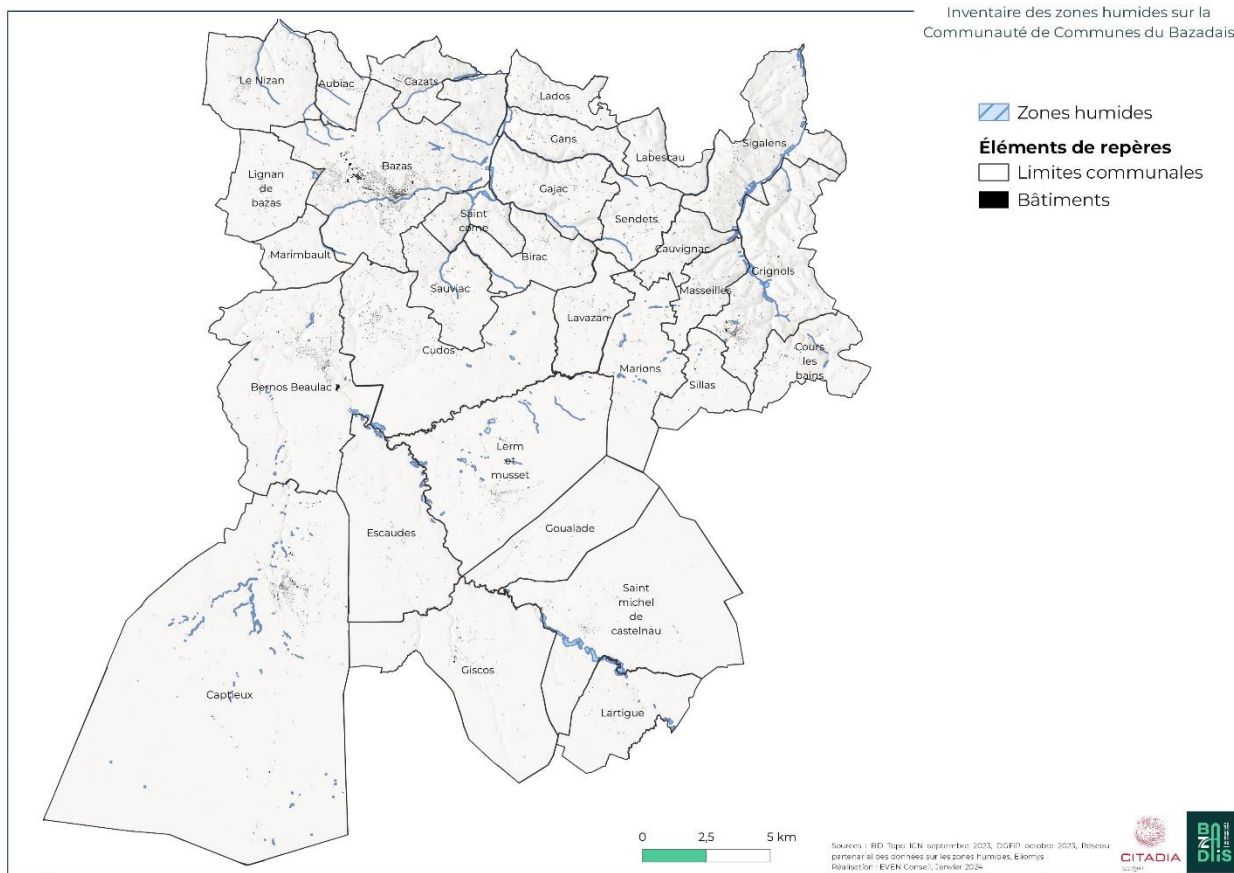 Inventaire des zones humides sur la
Communauté de Communes du Bazadais
Zones humides
Éléments de repères
Limites communales
Bâtiments
Le Nizan
Aubiac
Cazats
Lados
Gans
Labescau
Sigalens
Bazas
Lignan
de
bazas
Gajac
Sendets
Saint
come
Cauvignac
Birac
Marimbault
Grignols
Sauviac
Masseilles
Lavazan
Cudos
Cours
les
bains
Marions
Sillas
Bernos Beaulac
Lerm
et
musset
Escaudes
Goualade
Saint
michel
de
castelnau
Giscos
Captieux
Lartigue
0
2,5
5 km
Sources : BD Topo IGN septembre 2023, DGFIP octobre 2023, Réseau
partenarial des données sur les zones humides, Eliomys
Réalisation : EVEN Conseil, Janvier 2024
CITADIA